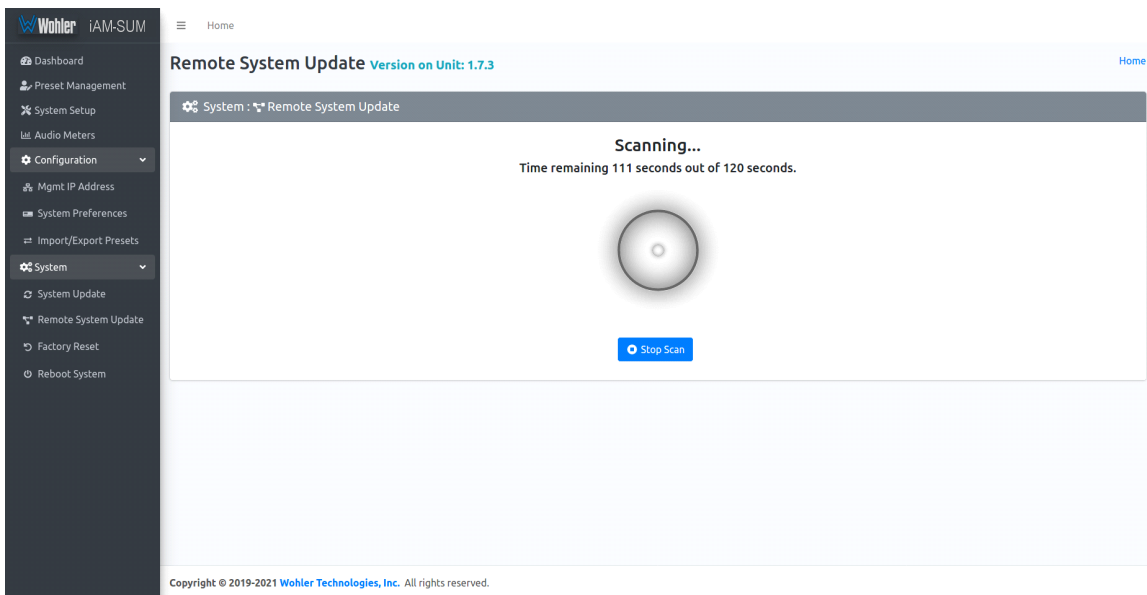 Wohler iAM-SUM
Home
Dashboard
Preset Management
System Setup
Audio Meters
Configuration
Mgmt IP Address
System Preferences
Import/Export Presets
System
System Update
Remote System Update
Factory Reset
Reboot System
Remote System Update Version on Unit: 1.7.3
Home
System : Remote System Update
Scanning...
Time remaining 111 seconds out of 120 seconds.
Stop Scan
Copyright © 2019-2021 Wohler Technologies, Inc. All rights reserved.